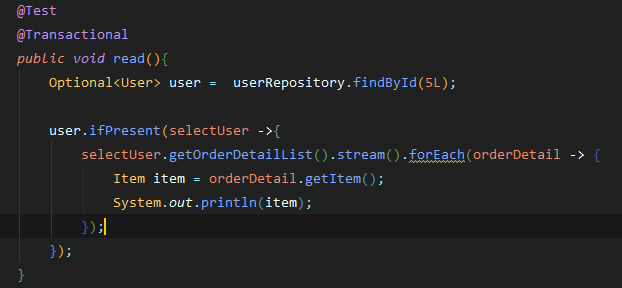 @Test
@Transactional
public void read(){
Optional<User> user =  userRepository.findById(5L);
user.ifPresent(selectUser ->{
selectUser.getOrderDetailList().stream().forEach(orderDetail -> {
Item item = orderDetail.getItem();
System.out.println(item);
});
});
}